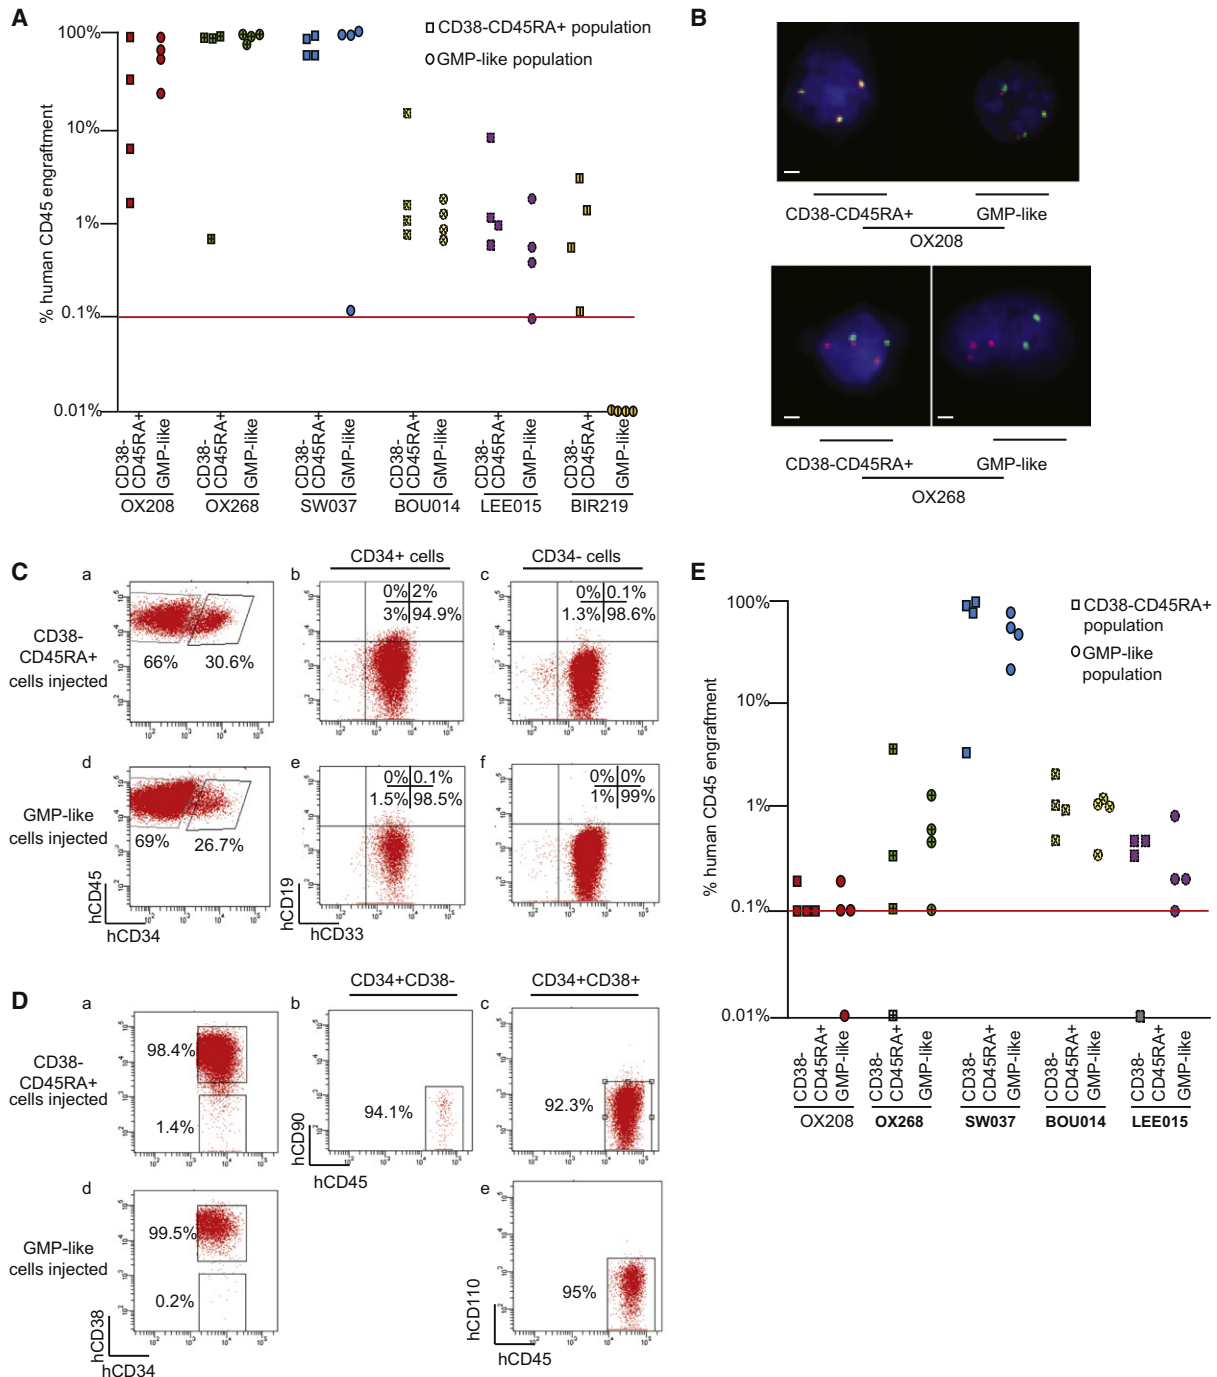 A
100%
10%
1%
0.1%
0.01%
% human CD45 engraftment
CD38-CD45RA+ population
GMP-like population
CD38-
CD45RA+
GMP-like
OX208
CD38-
CD45RA+
GMP-like
OX268
CD38-
CD45RA+
GMP-like
SW037
CD38-
CD45RA+
GMP-like
BOU014
CD38-
CD45RA+
GMP-like
LEE015
CD38-
CD45RA+
GMP-like
BIR219
B
CD38-CD45RA+
GMP-like
OX208
CD38-CD45RA+
GMP-like
OX268
C
CD34+ cells
CD34- cells
a
b
c
CD38-
CD45RA+
cells injected
66%
30.6%
0% 2%
3% 94.9%
0% 0.1%
1.3% 98.6%
d
e
f
GMP-like
cells injected
69%
26.7%
0% 0.1%
1.5% 98.5%
0% 0%
1% 99%
hCD45
hCD34
hCD19
hCD33
D
CD34+CD38-
CD34+CD38+
a
b
c
CD38-
CD45RA+
cells injected
98.4%
1.4%
94.1%
92.3%
hCD90
hCD45
d
e
GMP-like
cells injected
99.5%
0.2%
95%
hCD38
hCD34
hCD110
hCD45
E
100%
10%
1%
0.1%
0.01%
% human CD45 engraftment
CD38-CD45RA+
population
GMP-like
population
CD38-
CD45RA+
GMP-like
OX208
CD38-
CD45RA+
GMP-like
OX268
CD38-
CD45RA+
GMP-like
SW037
CD38-
CD45RA+
GMP-like
BOU014
CD38-
CD45RA+
GMP-like
LEE015